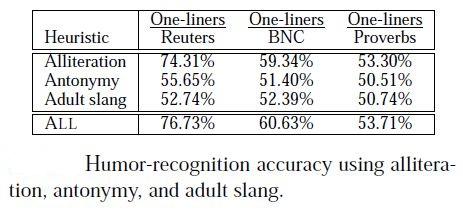 Heuristic One-liners Reuters One-liners BNC One-liners Proverbs
Alliteration 74.31% 59.34% 53.30%
Antonymy 55.65% 51.40% 50.51%
Adult slang 52.74% 52.39% 50.74%
ALL 76.73% 60.63% 53.71%
Humor-recognition accuracy using allitera-
tion, antonymy, and adult slang.